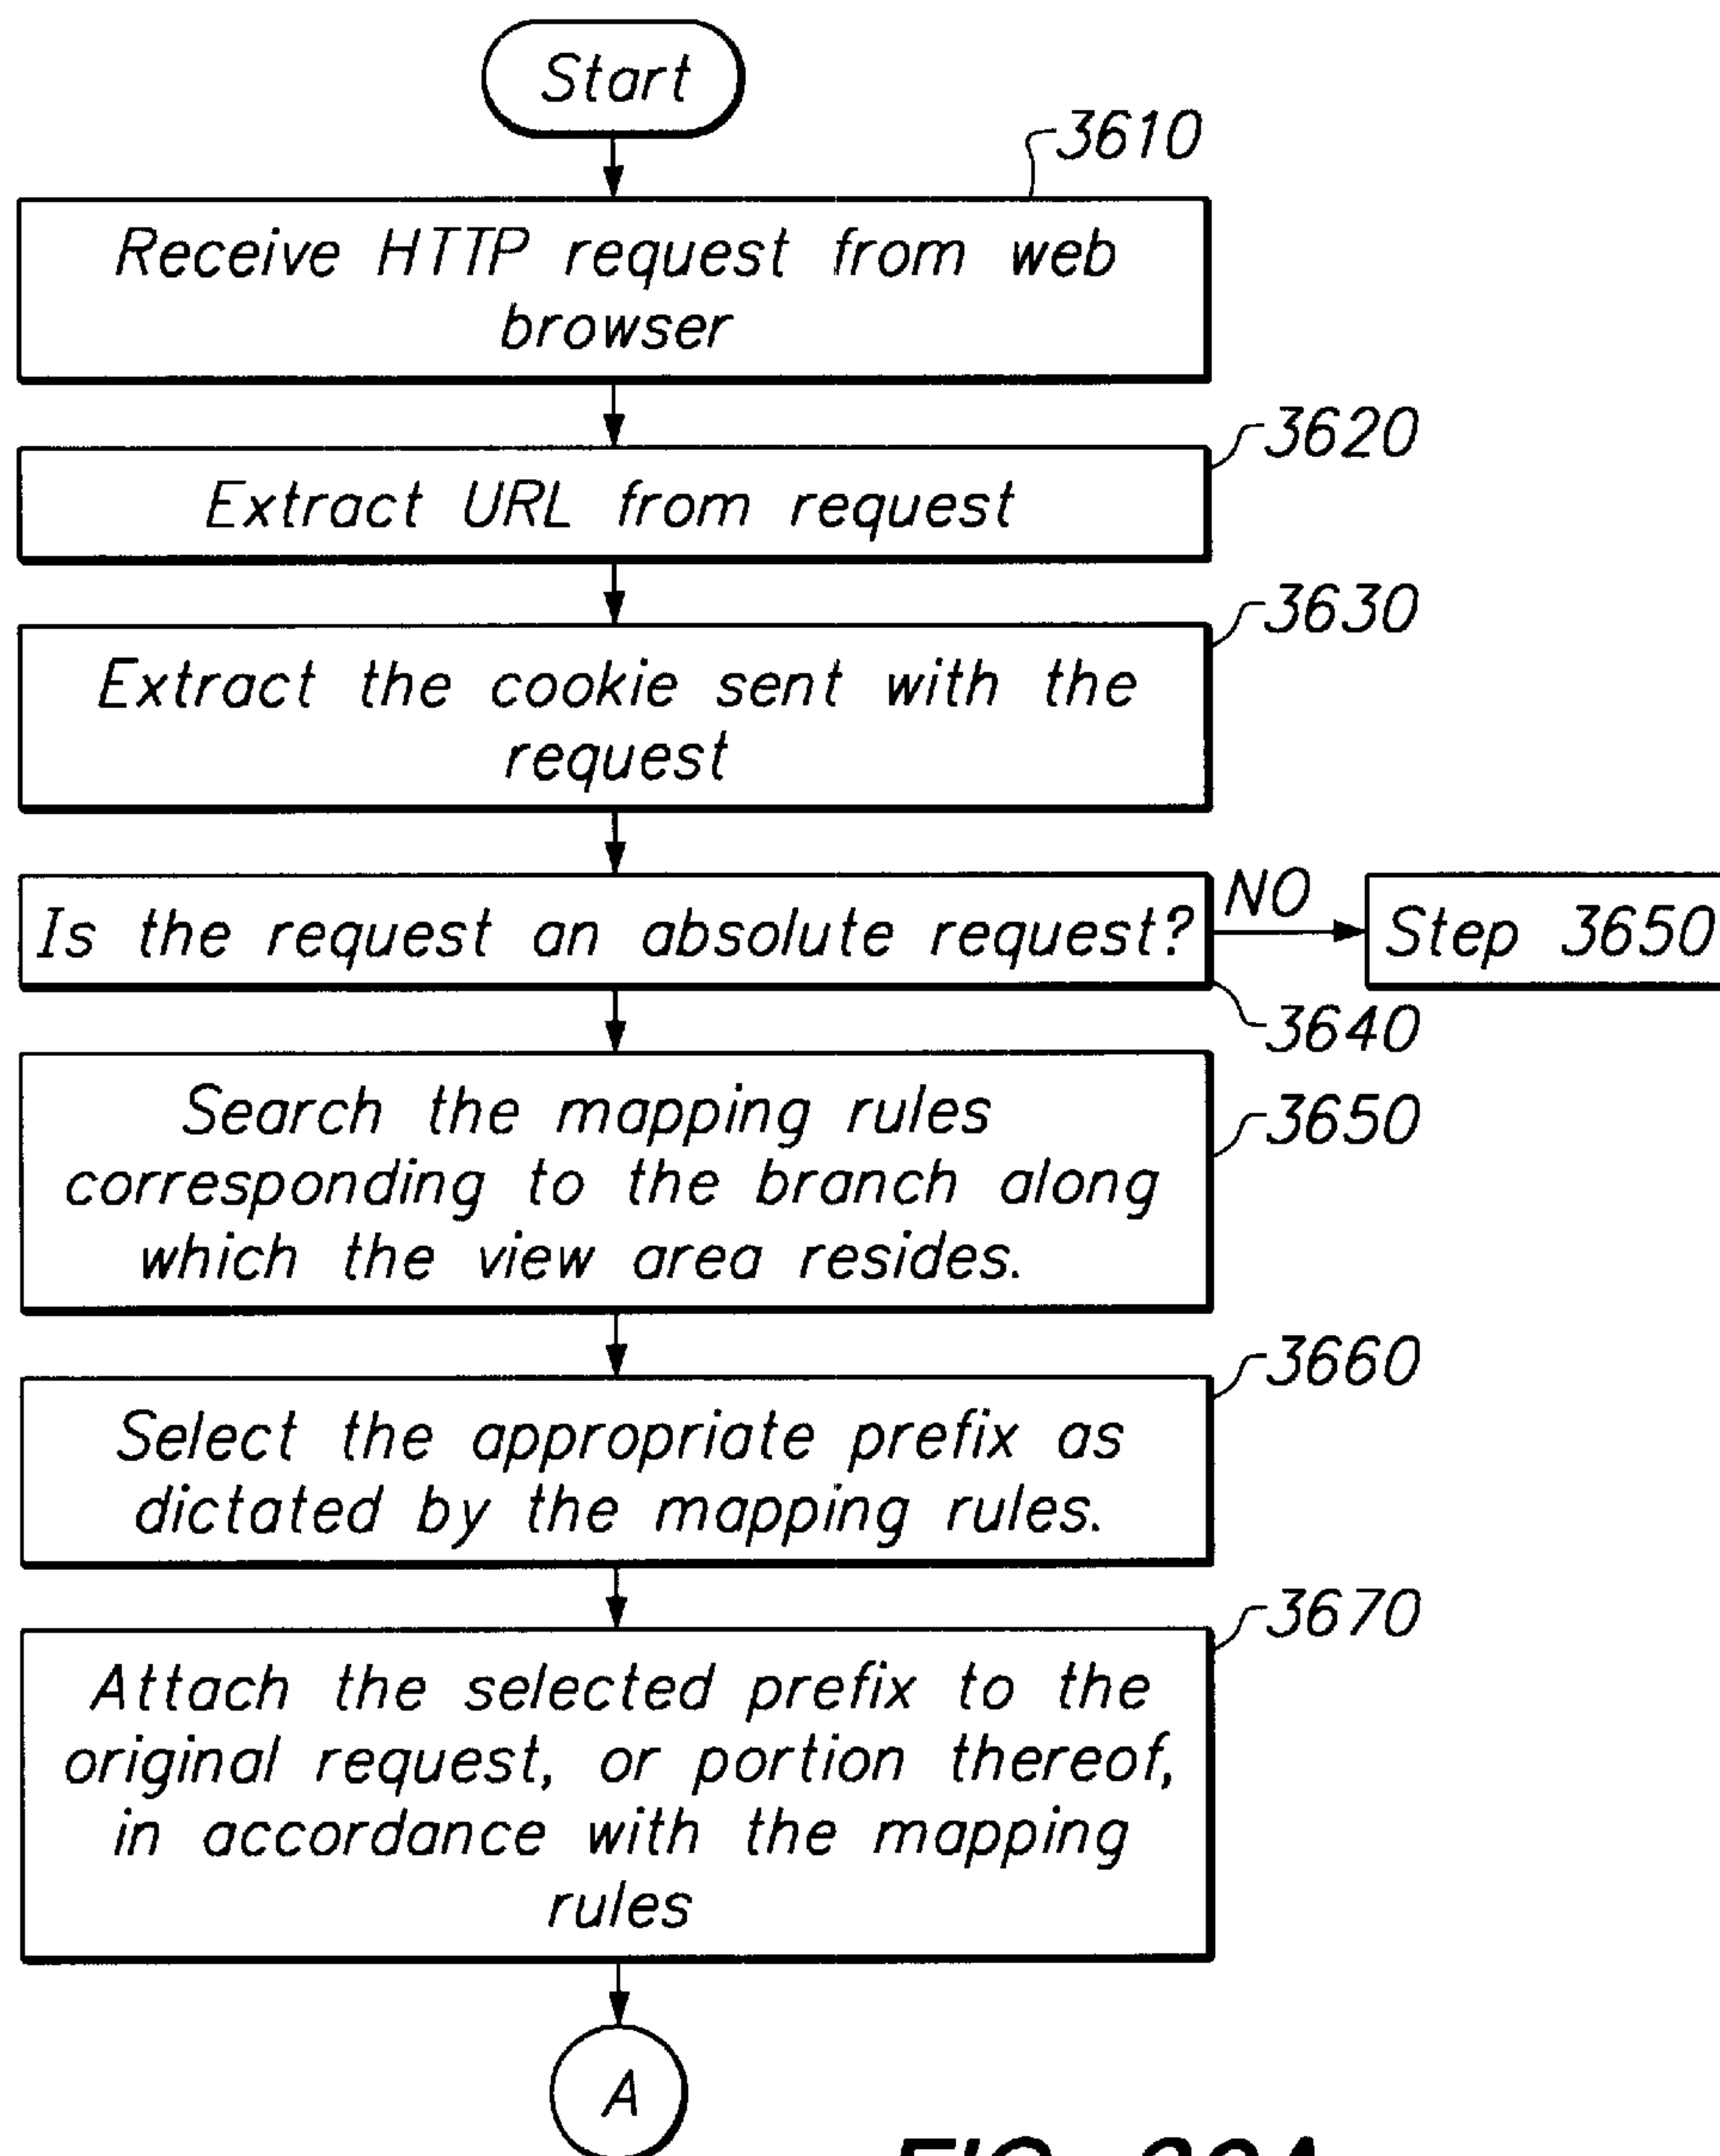 Start
3610
Receive HTTP request from web
browser
3620
Extract URL from request
3630
Extract the cookie sent with the
request
Is the request an absolute request?
NO
Step 3650
3640
Search the mapping rules
corresponding to the branch along
which the view area resides.
3650
3660
Select the appropriate prefix as
dictated by the mapping rules.
3670
Attach the selected prefix to the
original request, or portion thereof,
in accordance with the mapping
rules
A